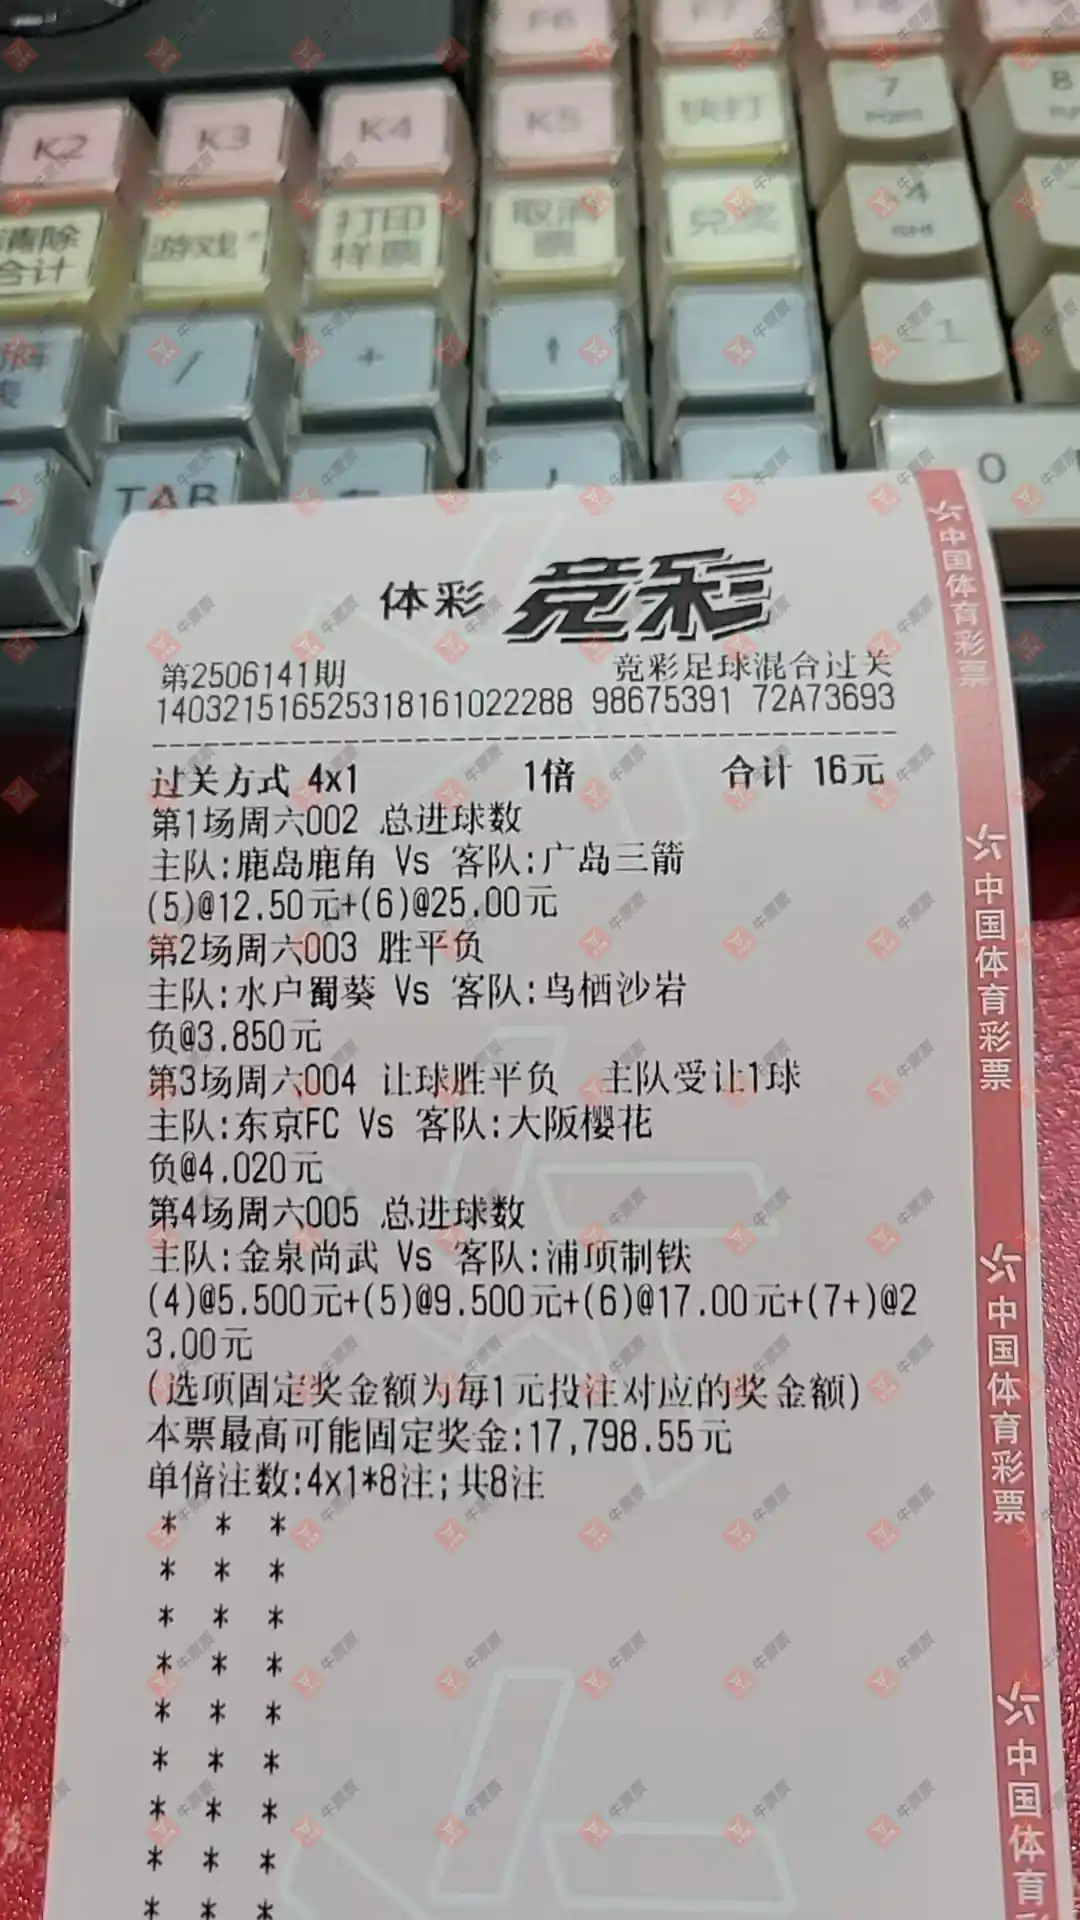 F6 F7 F8
K2 K3 K4 K5 快打 7 8
清除合计 游戏 打印样票 取消票 兑奖 4 GHI
/ + 1
TAB 0
体彩 竞彩
第2506141期 竞彩足球混合过关
140321516525318161022288 98675391 72A73693
过关方式 4x1 1倍 合计 16元
第1场周六002 总进球数
主队:鹿岛鹿角 Vs 客队:广岛三箭
(5)@12.50元+(6)@25.00元
第2场周六003 胜平负
主队:水户蜀葵 Vs 客队:鸟栖沙岩
负@3.850元
第3场周六004 让球胜平负 主队受让1球
主队:东京FC Vs 客队:大阪樱花
负@4.020元
第4场周六005 总进球数
主队:金泉尚武 Vs 客队:浦项制铁
(4)@5.500元+(5)@9.500元+(6)@17.00元+(7+)@2
3.00元
(选项固定奖金额为每1元投注对应的奖金额)
本票最高可能固定奖金:17,798.55元
单倍注数:4x1*8注;共8注
* * *
* * *
* * *
* * *
* * *
* * *
* * *
* * *
* * *
中国体育彩票
中国体育彩票
中国体育彩票
中国体育
牛票票